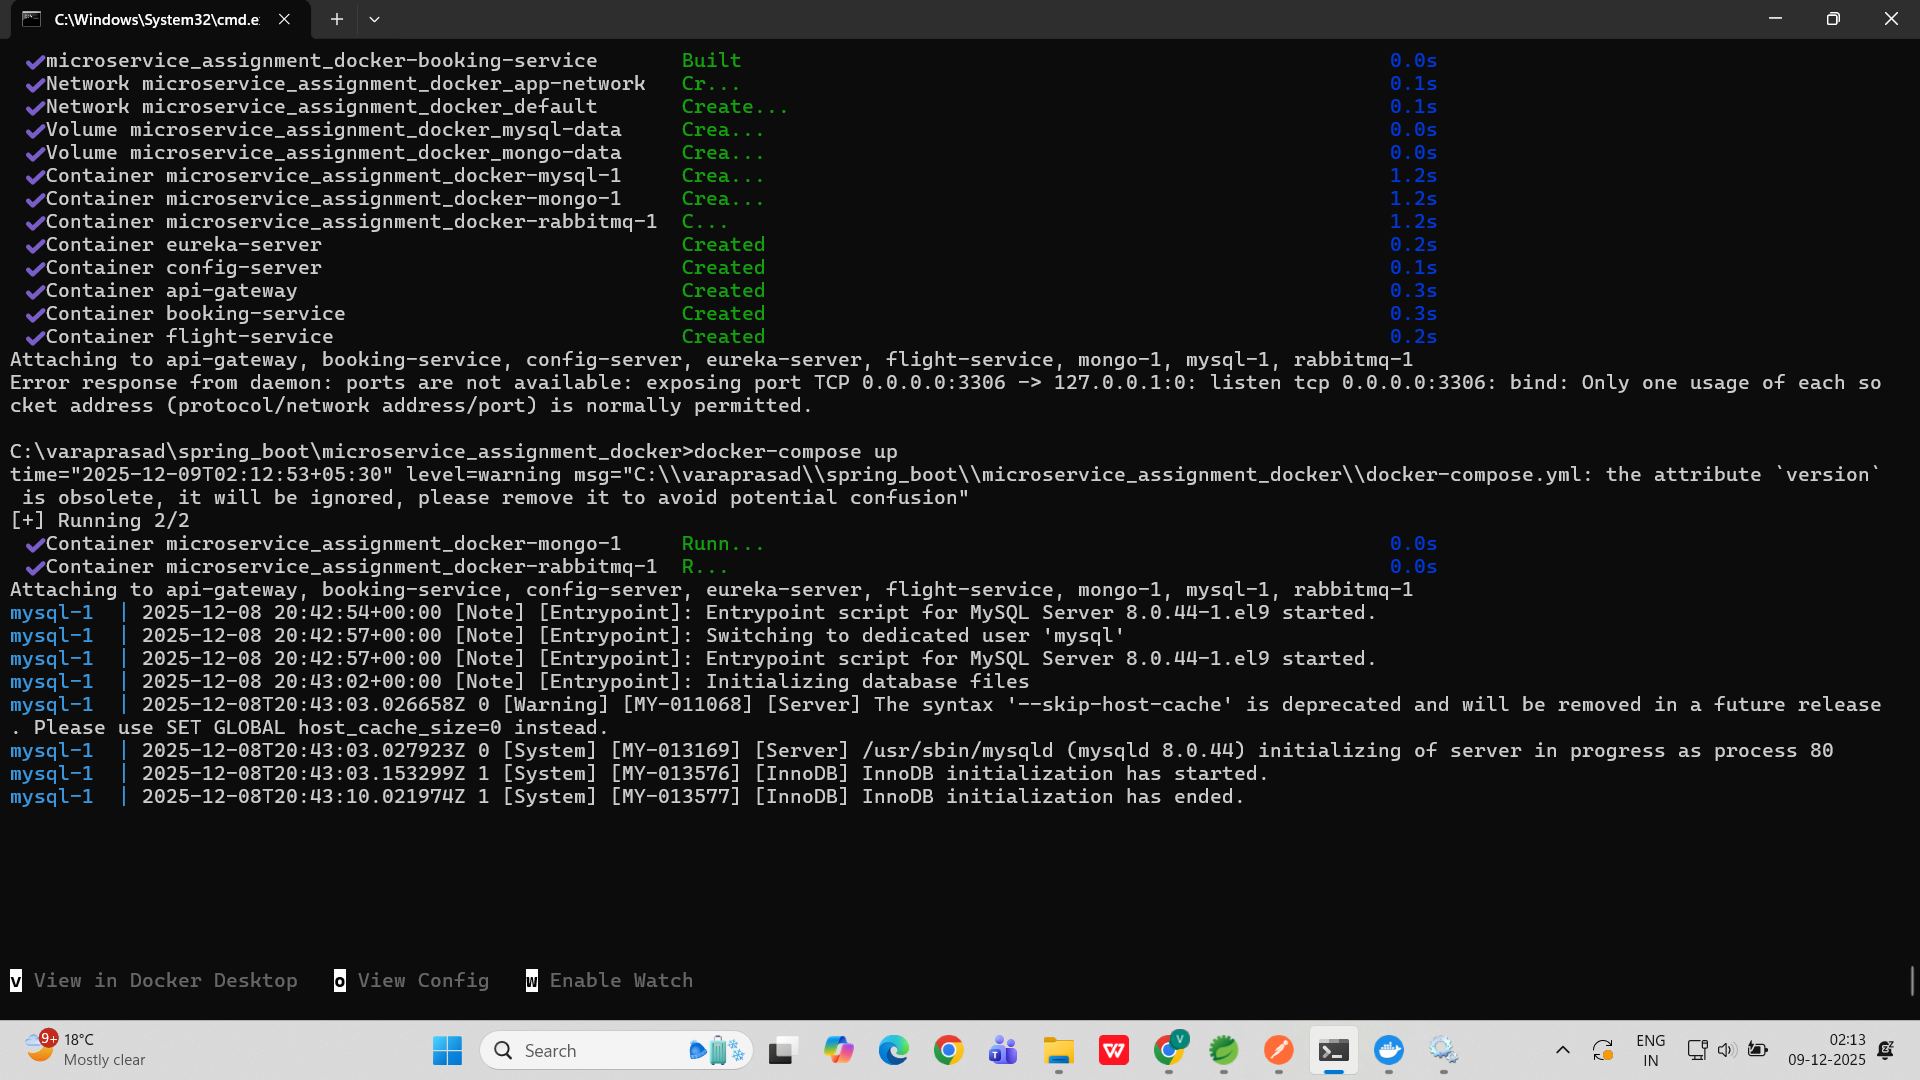 C:\Windows\System32\cmd.e
microservice_assignment_docker-booking-service Built 0.0s
Network microservice_assignment_docker_app-network Cr... 0.1s
Network microservice_assignment_docker_default Create... 0.1s
Volume microservice_assignment_docker_mysql-data Crea... 0.0s
Volume microservice_assignment_docker_mongo-data Crea... 0.0s
Container microservice_assignment_docker-mysql-1 Crea... 1.2s
Container microservice_assignment_docker-mongo-1 Crea... 1.2s
Container microservice_assignment_docker-rabbitmq-1 C... 1.2s
Container eureka-server Created 0.2s
Container config-server Created 0.1s
Container api-gateway Created 0.3s
Container booking-service Created 0.3s
Container flight-service Created 0.2s
Attaching to api-gateway, booking-service, config-server, eureka-server, flight-service, mongo-1, mysql-1, rabbitmq-1
Error response from daemon: ports are not available: exposing port TCP 0.0.0.0:3306 -> 127.0.0.1:0: listen tcp 0.0.0.0:3306: bind: Only one usage of each so
cket address (protocol/network address/port) is normally permitted.
C:\varaprasad\spring_boot\microservice_assignment_docker>docker-compose up
time="2025-12-09T02:12:53+05:30" level=warning msg="C:\\varaprasad\\spring_boot\\microservice_assignment_docker\\docker-compose.yml: the attribute `version`
is obsolete, it will be ignored, please remove it to avoid potential confusion"
[+] Running 2/2
Container microservice_assignment_docker-mongo-1 Runn... 0.0s
Container microservice_assignment_docker-rabbitmq-1 R... 0.0s
Attaching to api-gateway, booking-service, config-server, eureka-server, flight-service, mongo-1, mysql-1, rabbitmq-1
mysql-1 | 2025-12-08 20:42:54+00:00 [Note] [Entrypoint]: Entrypoint script for MySQL Server 8.0.44-1.el9 started.
mysql-1 | 2025-12-08 20:42:57+00:00 [Note] [Entrypoint]: Switching to dedicated user 'mysql'
mysql-1 | 2025-12-08 20:42:57+00:00 [Note] [Entrypoint]: Entrypoint script for MySQL Server 8.0.44-1.el9 started.
mysql-1 | 2025-12-08 20:43:02+00:00 [Note] [Entrypoint]: Initializing database files
mysql-1 | 2025-12-08T20:43:03.026658Z 0 [Warning] [MY-011068] [Server] The syntax '--skip-host-cache' is deprecated and will be removed in a future release
. Please use SET GLOBAL host_cache_size=0 instead.
mysql-1 | 2025-12-08T20:43:03.027923Z 0 [System] [MY-013169] [Server] /usr/sbin/mysqld (mysqld 8.0.44) initializing of server in progress as process 80
mysql-1 | 2025-12-08T20:43:03.153299Z 1 [System] [MY-013576] [InnoDB] InnoDB initialization has started.
mysql-1 | 2025-12-08T20:43:10.021974Z 1 [System] [MY-013577] [InnoDB] InnoDB initialization has ended.
v View in Docker Desktop o View Config w Enable Watch
9+ 18°C
Mostly clear
Search
V
W
ENG
IN
02:13
09-12-2025